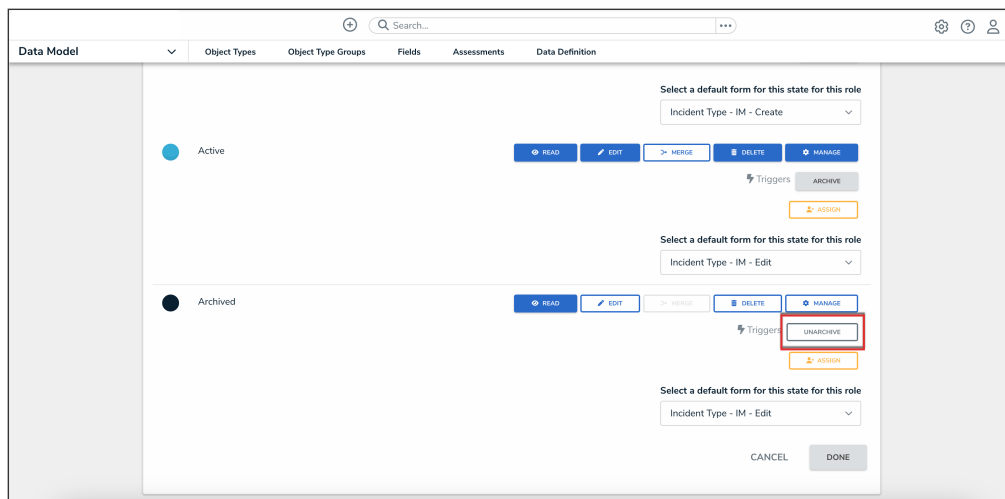 Search...
Data Model Object Types Object Type Groups Fields Assessments Data Definition
Select a default form for this state for this role
Incident Type - IM - Create
Active READ EDIT MERGE DELETE MANAGE
Triggers ARCHIVE
ASSIGN
Select a default form for this state for this role
Incident Type - IM - Edit
Archived READ EDIT MERGE DELETE MANAGE
Triggers UNARCHIVE
ASSIGN
Select a default form for this state for this role
Incident Type - IM - Edit
CANCEL DONE